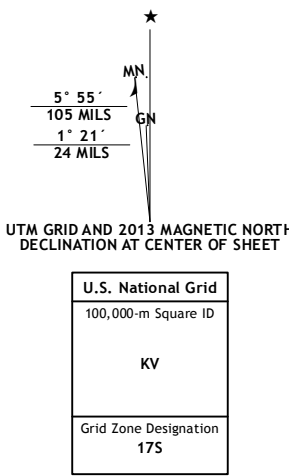 ★
MN.
5° 55´
105 MILS
GN
1° 21´
24 MILS
UTM GRID AND 2013 MAGNETIC NORTH
DECLINATION AT CENTER OF SHEET
U.S. National Grid
100,000-m Square ID
KV
Grid Zone Designation
17S